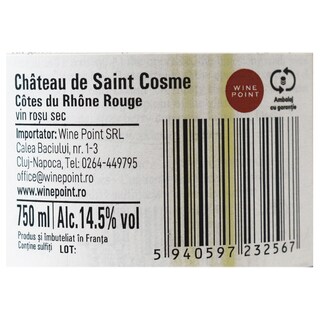 Château de Saint Cosme
Côtes du Rhône Rouge
vin roșu sec
Importator: Wine Point SRL
Calea Baciului, nr. 1-3
Cluj-Napoca, Tel: 0264-449795
office@winepoint.ro
www.winepoint.ro
750 ml | Alc.14.5% vol
Produs și îmbuteliat în Franța
Conține sulfiți LOT:
WINE
POINT
Ambalaj
cu garanție
5 940597 232567